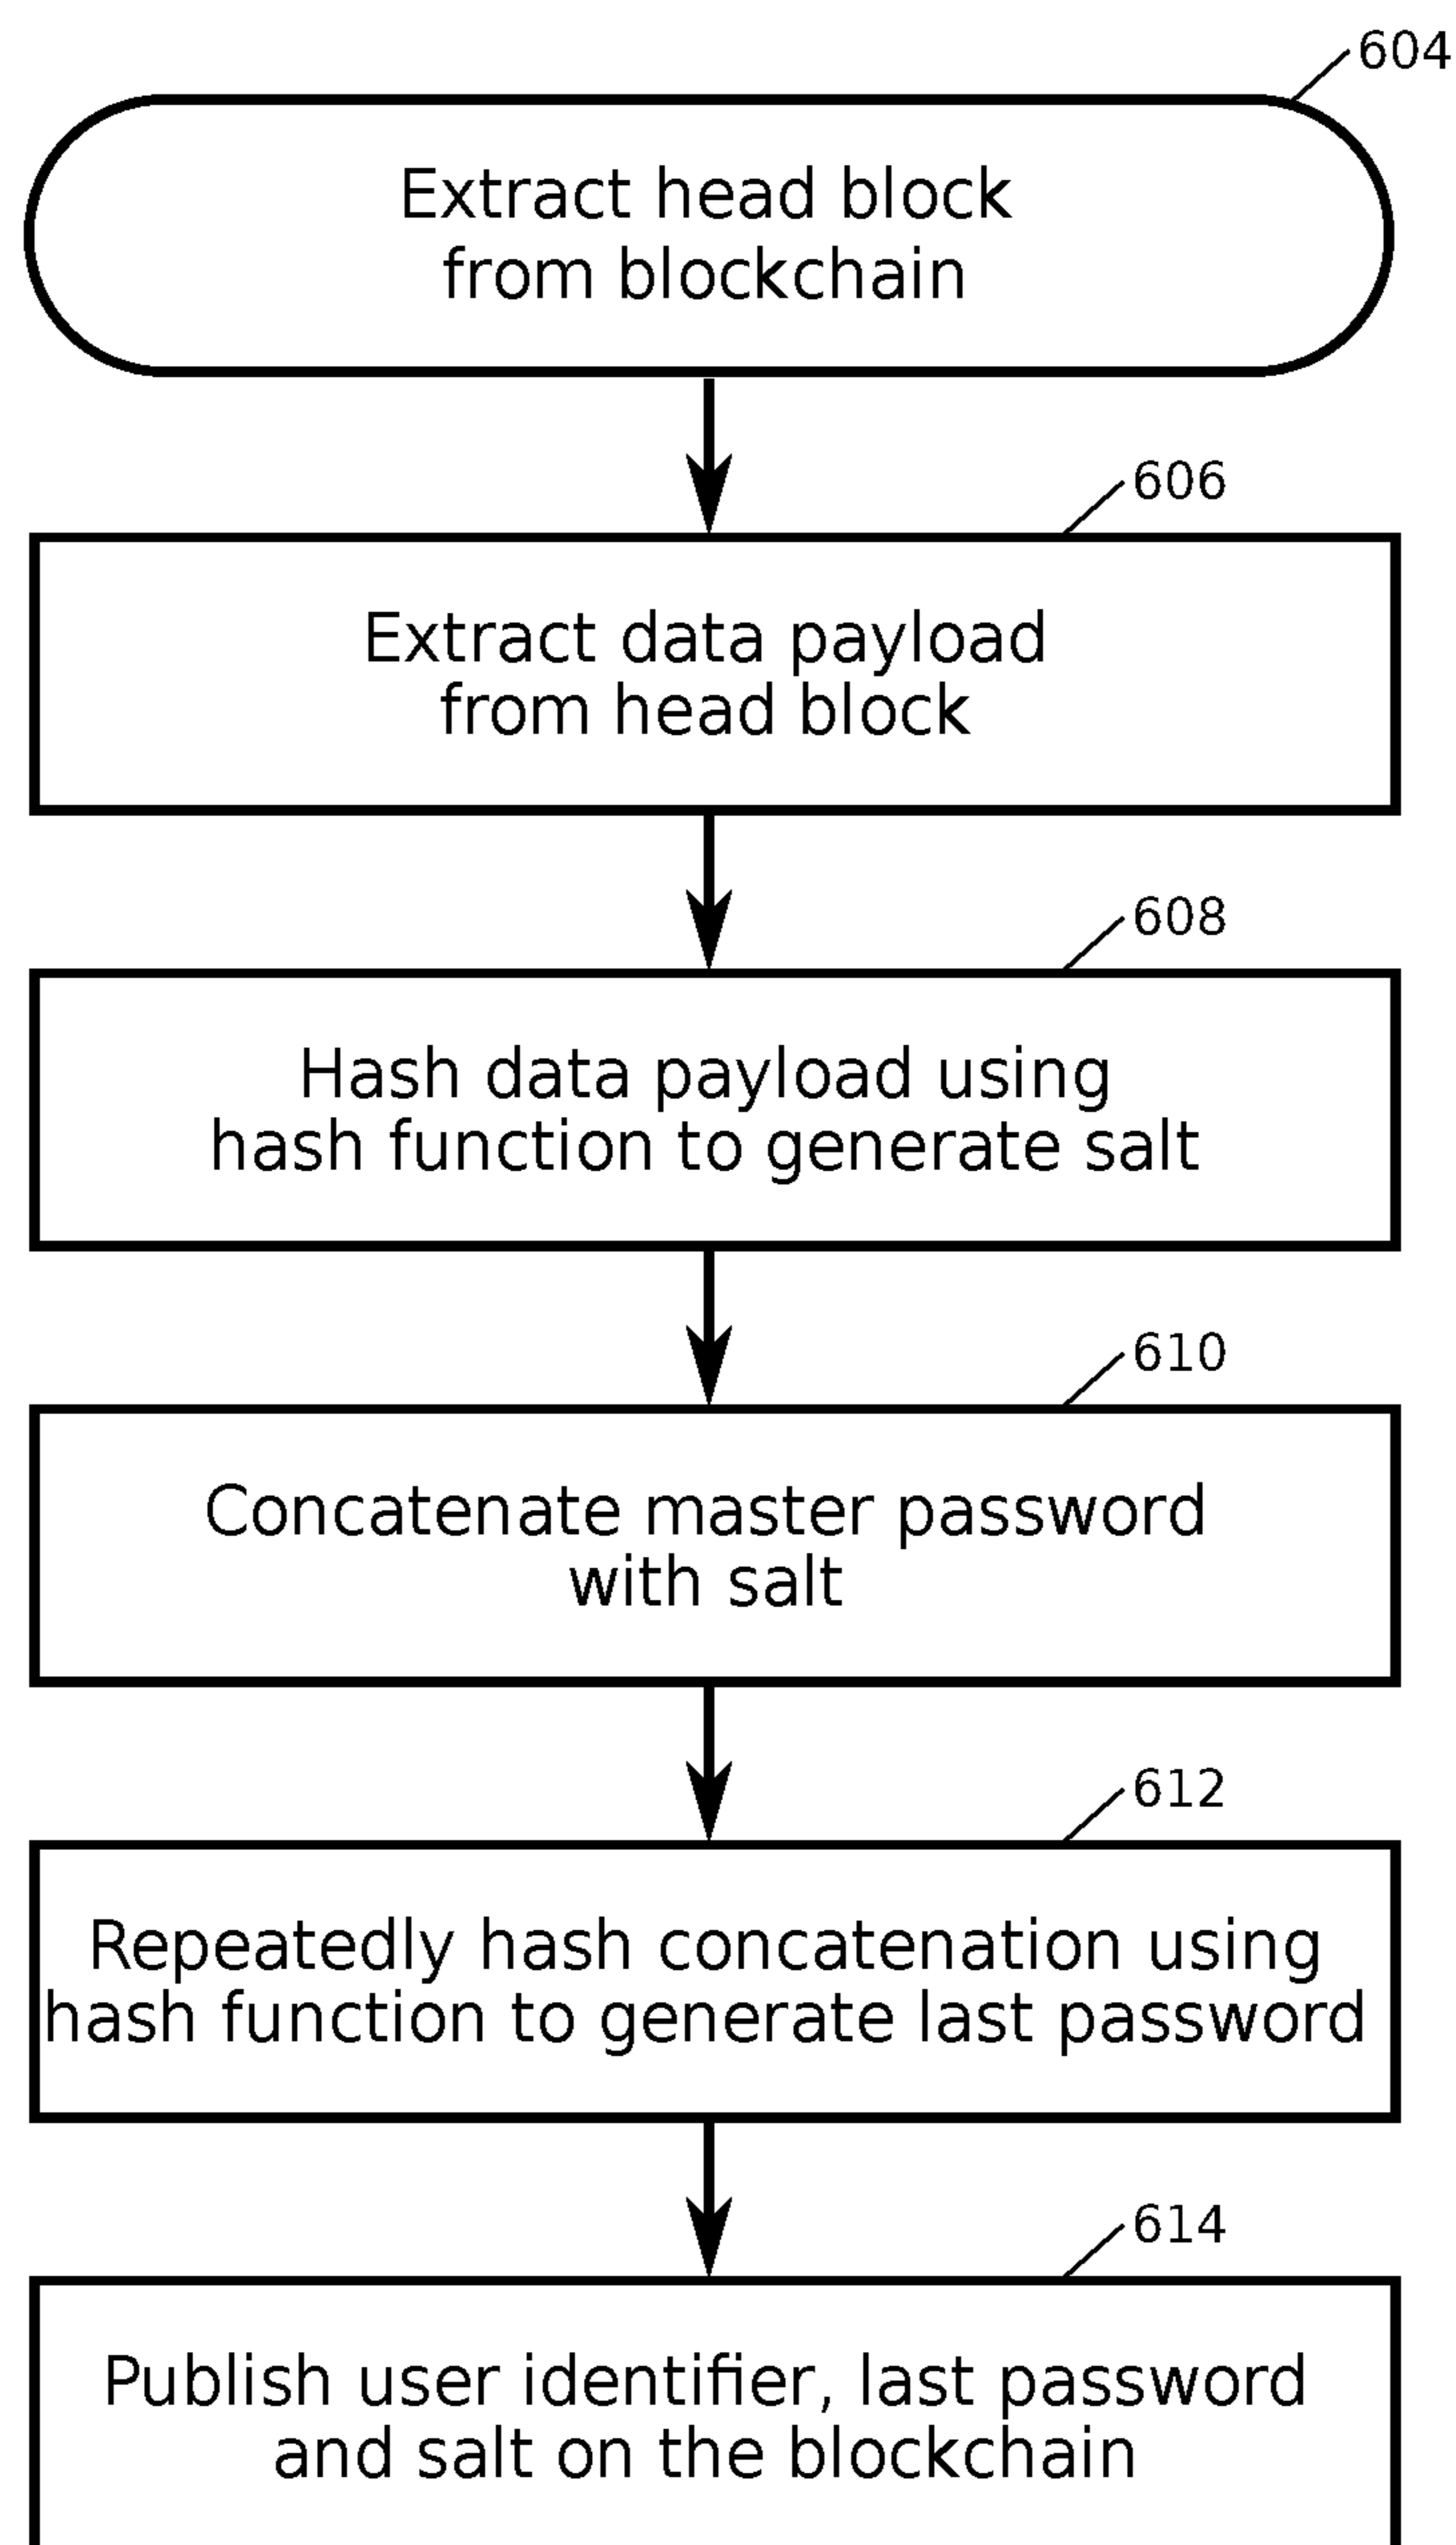 604
Extract head block
from blockchain
606
Extract data payload
from head block
608
Hash data payload using
hash function to generate salt
610
Concatenate master password
with salt
612
Repeatedly hash concatenation using
hash function to generate last password
614
Publish user identifier, last password
and salt on the blockchain